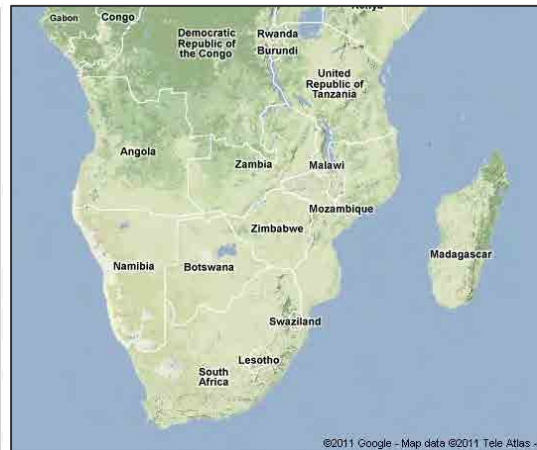 Kenya
Gabon
Congo
Democratic
Republic of
the Congo
Rwanda
Burundi
United
Republic of
Tanzania
Angola
Zambia
Malawi
Mozambique
Zimbabwe
Madagascar
Namibia
Botswana
Swaziland
Lesotho
South
Africa
©2011 Google - Map data ©2011 Tele Atlas -